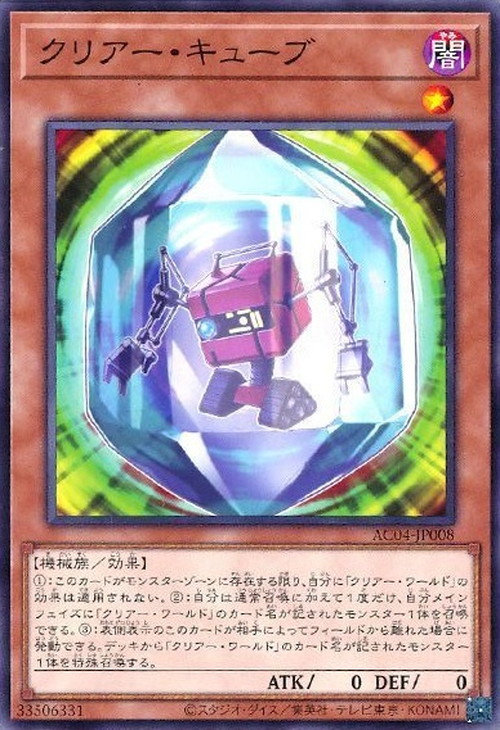 クリアー・キューブ
闇
AC04-JP008
【機械族/効果】
①:このカードがモンスターゾーンに存在する限り、自分に「クリアー・ワールド」の
効果は適用されない。②:自分は通常召喚に加えて1度だけ、自分メイン
フェイズに「クリアー・ワールド」のカード名が記されたモンスター1体を召喚
できる。③:表側表示のこのカードが相手によってフィールドから離れた場合に
発動できる。デッキから「クリアー・ワールド」のカード名が記されたモンスター
1体を特殊召喚する。
ATK/ 0 DEF/ 0
33506331 ©スタジオ・ダイス/集英社・テレビ東京・KONAMI